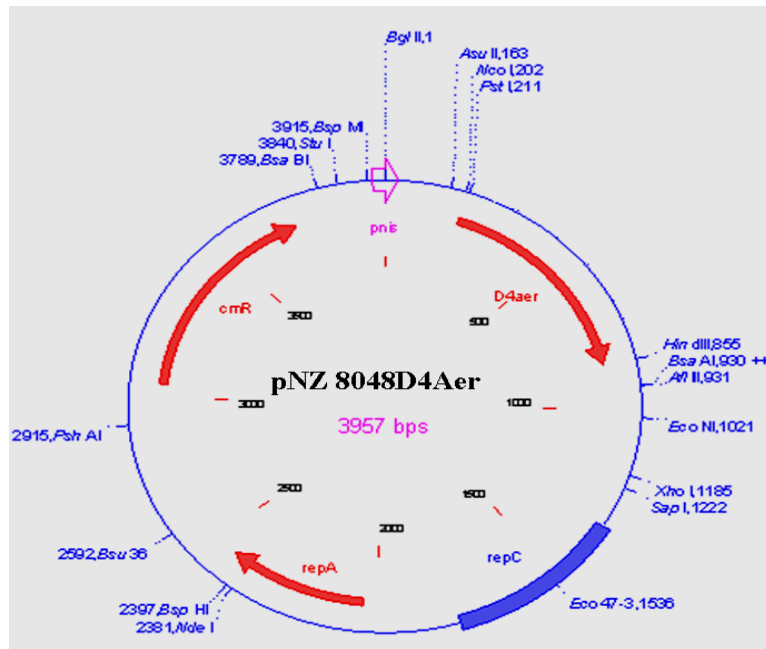 Bgl II,1
Asu II,163
Nco I,202
Pst I,211
3915,Bsp MI
3840,Stu I
3789,Bsa BI
pnis
cmR
D4aer
3500
500
Hin dIII,855
Bsa AI,930 ++
Afl II,931
pNZ 8048D4Aer
3000
1000
3957 bps
Eco NI,1021
2915,Psh AI
2500
1500
Xho I,1185
Sap I,1222
2000
2592,Bsu 36
repA
repC
2397,Bsp HI
2381,Nde I
Eco 47-3,1536